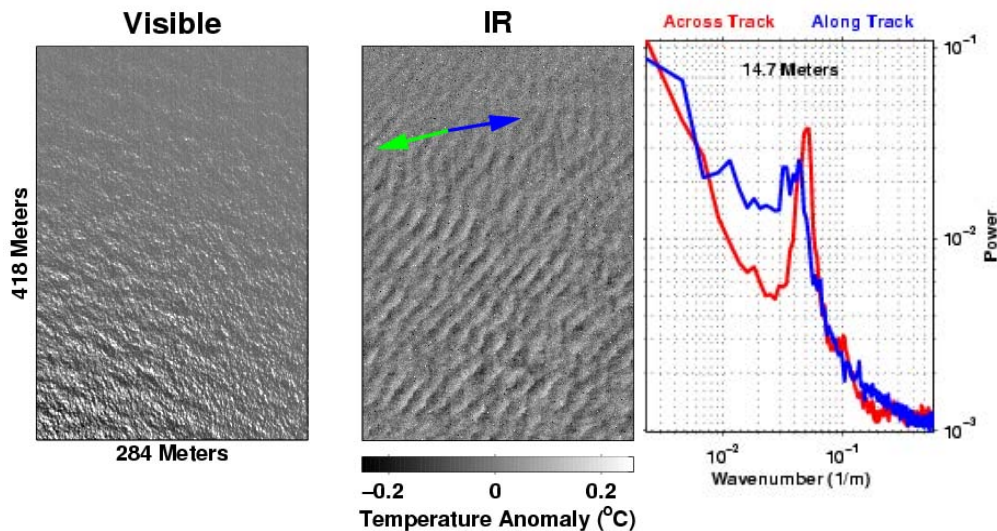 Visible
IR
Across Track
Along Track
14.7 Meters
418 Meters
284 Meters
10⁻¹
10⁻²
10⁻³
Power
10⁻²
10⁻¹
Wavenumber (1/m)
−0.2
0
0.2
Temperature Anomaly (°C)